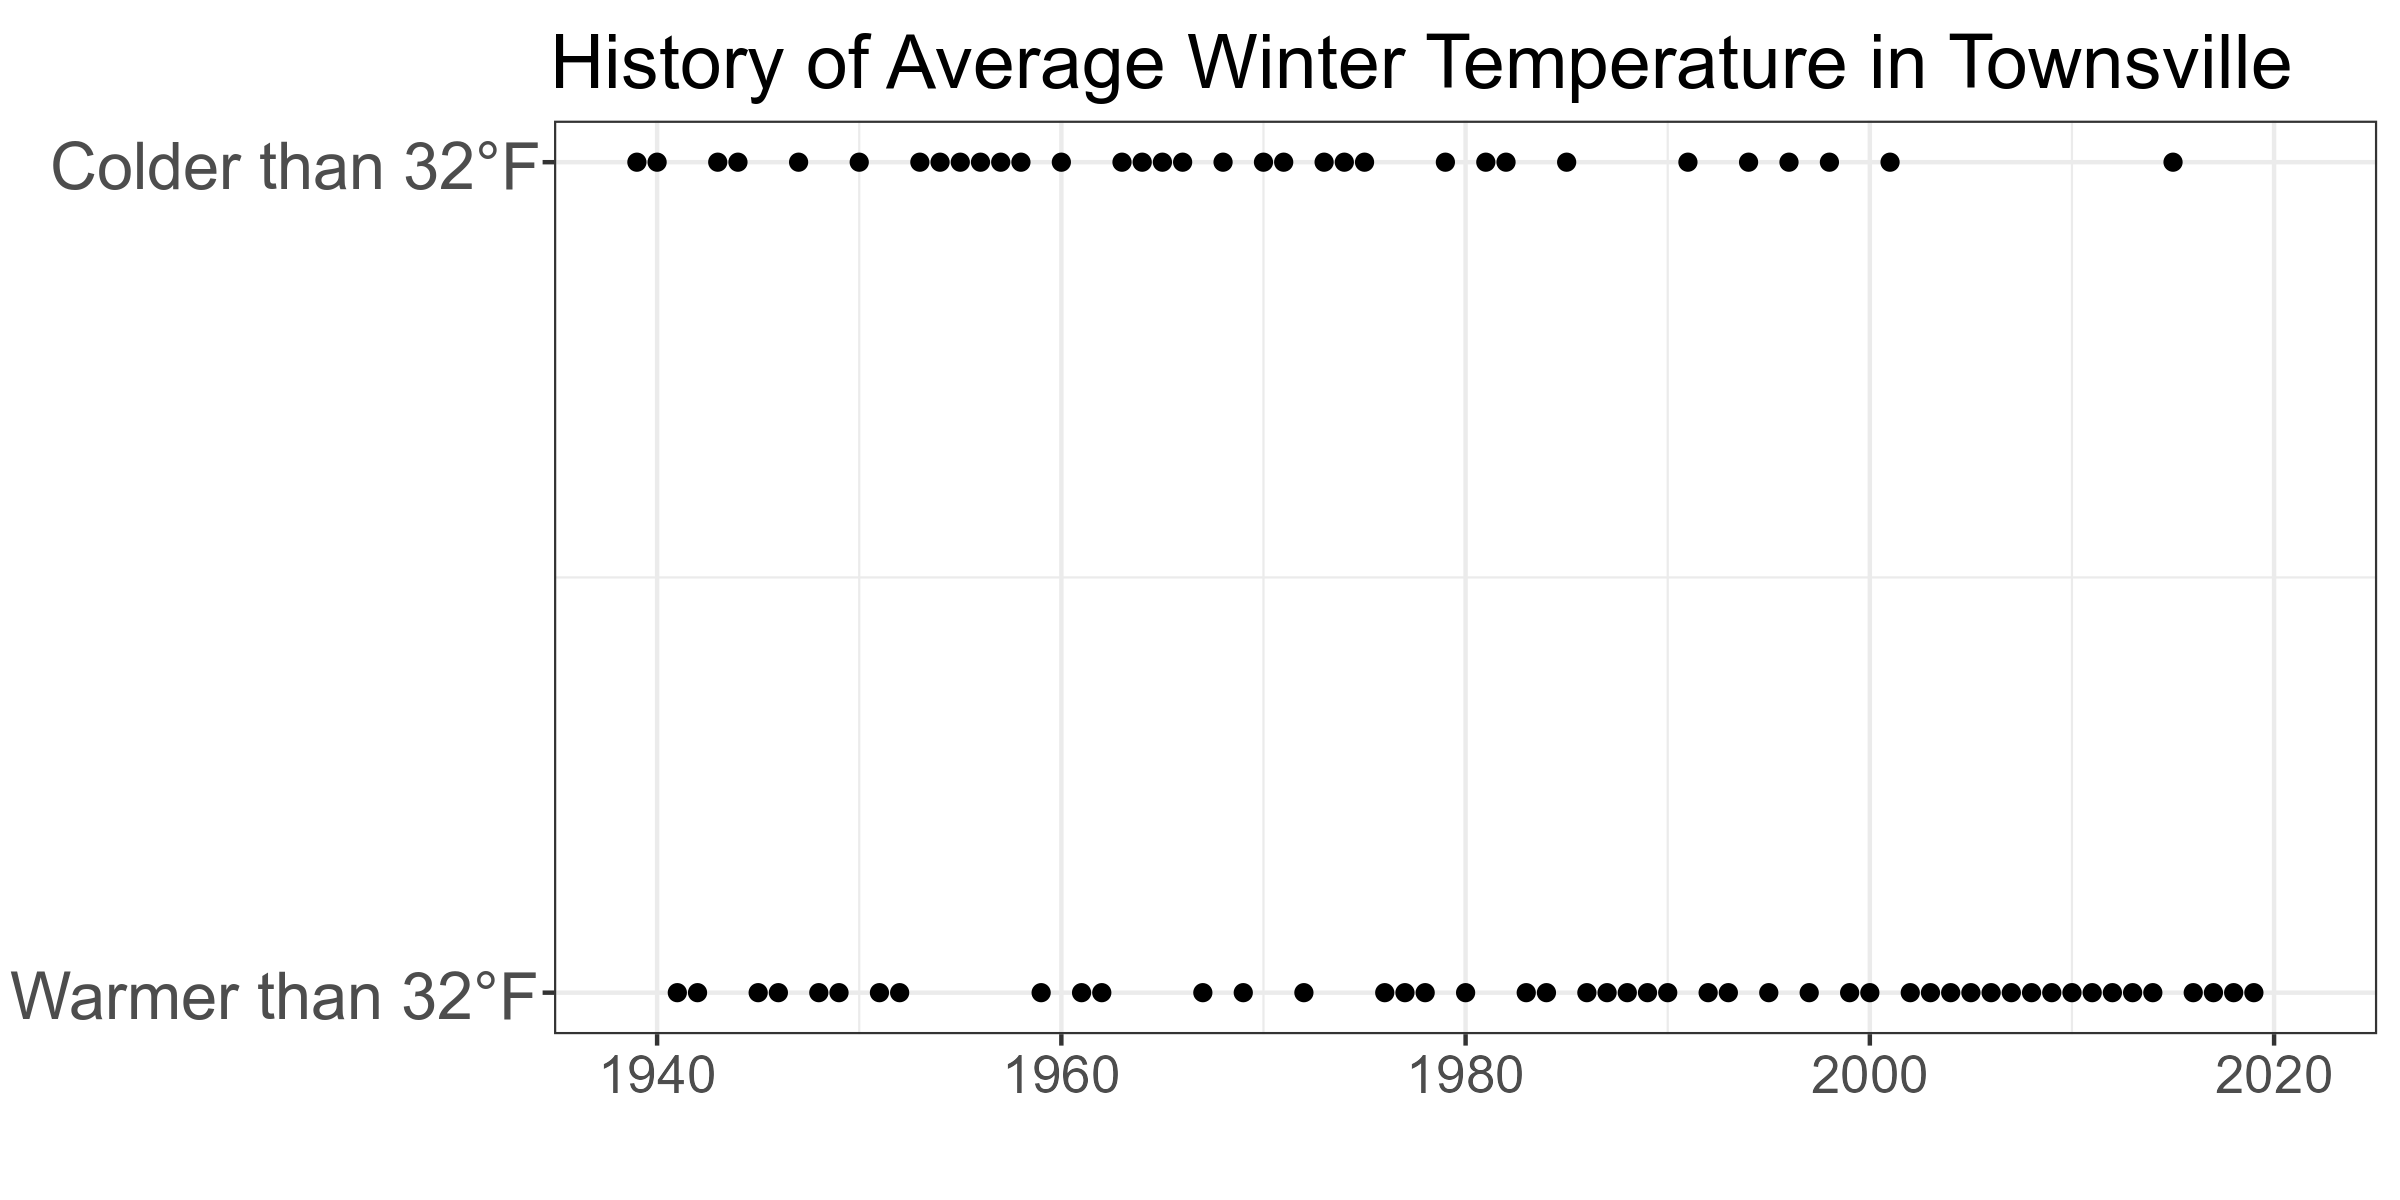 History of Average Winter Temperature in Townsville
Colder than 32°F
Warmer than 32°F
1940 1960 1980 2000 2020